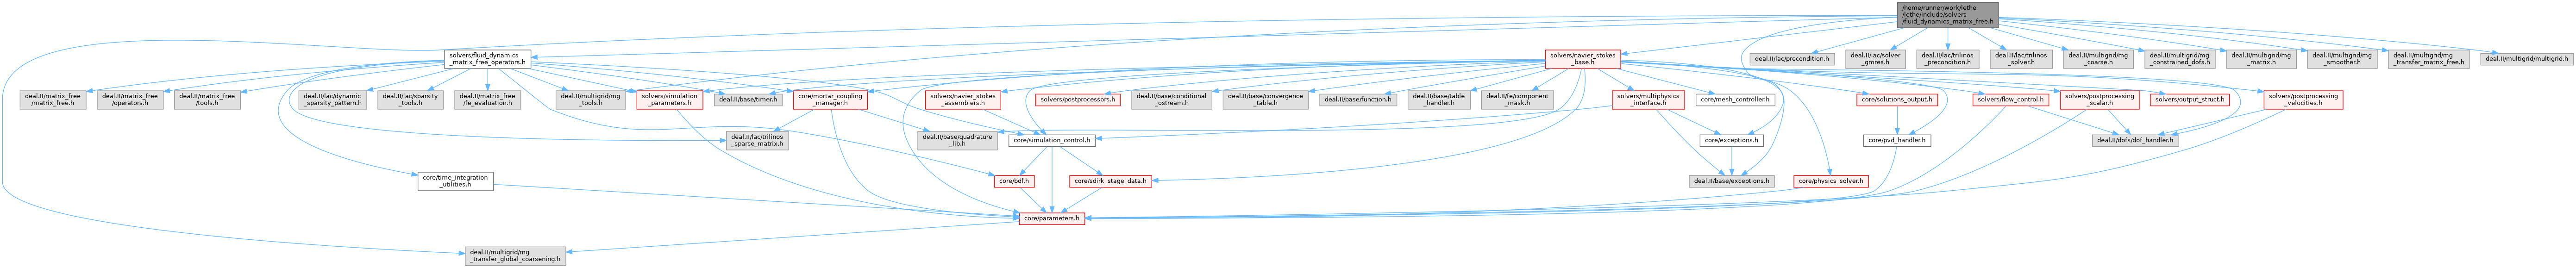 /home/runner/work/lethe
/lethe/include/solvers
/fluid_dynamics_matrix_free.h
solvers/fluid_dynamics
_matrix_free_operators.h
solvers/navier_stokes
_base.h
deal.II/lac/precondition.h
deal.II/lac/solver
_gmres.h
deal.II/lac/trilinos
_precondition.h
deal.II/lac/trilinos
_solver.h
deal.II/multigrid/mg
_coarse.h
deal.II/multigrid/mg
_constrained_dofs.h
deal.II/multigrid/mg
_matrix.h
deal.II/multigrid/mg
_smoother.h
deal.II/multigrid/mg
_transfer_matrix_free.h
deal.II/multigrid/multigrid.h
deal.II/matrix_free
/matrix_free.h
deal.II/matrix_free
/operators.h
deal.II/matrix_free
/tools.h
deal.II/lac/dynamic
_sparsity_pattern.h
deal.II/lac/sparsity
_tools.h
deal.II/matrix_free
/fe_evaluation.h
deal.II/multigrid/mg
_tools.h
solvers/simulation
_parameters.h
deal.II/base/timer.h
core/mortar_coupling
_manager.h
solvers/navier_stokes
_assemblers.h
solvers/postprocessors.h
deal.II/base/conditional
_ostream.h
deal.II/base/convergence
_table.h
deal.II/base/function.h
deal.II/base/table
_handler.h
deal.II/fe/component
_mask.h
solvers/multiphysics
_interface.h
core/mesh_controller.h
core/solutions_output.h
solvers/flow_control.h
solvers/postprocessing
_scalar.h
solvers/output_struct.h
solvers/postprocessing
_velocities.h
deal.II/lac/trilinos
_sparse_matrix.h
deal.II/base/quadrature
_lib.h
core/simulation_control.h
core/exceptions.h
core/pvd_handler.h
deal.II/dofs/dof_handler.h
core/time_integration
_utilities.h
core/bdf.h
core/sdirk_stage_data.h
deal.II/base/exceptions.h
core/physics_solver.h
core/parameters.h
deal.II/multigrid/mg
_transfer_global_coarsening.h